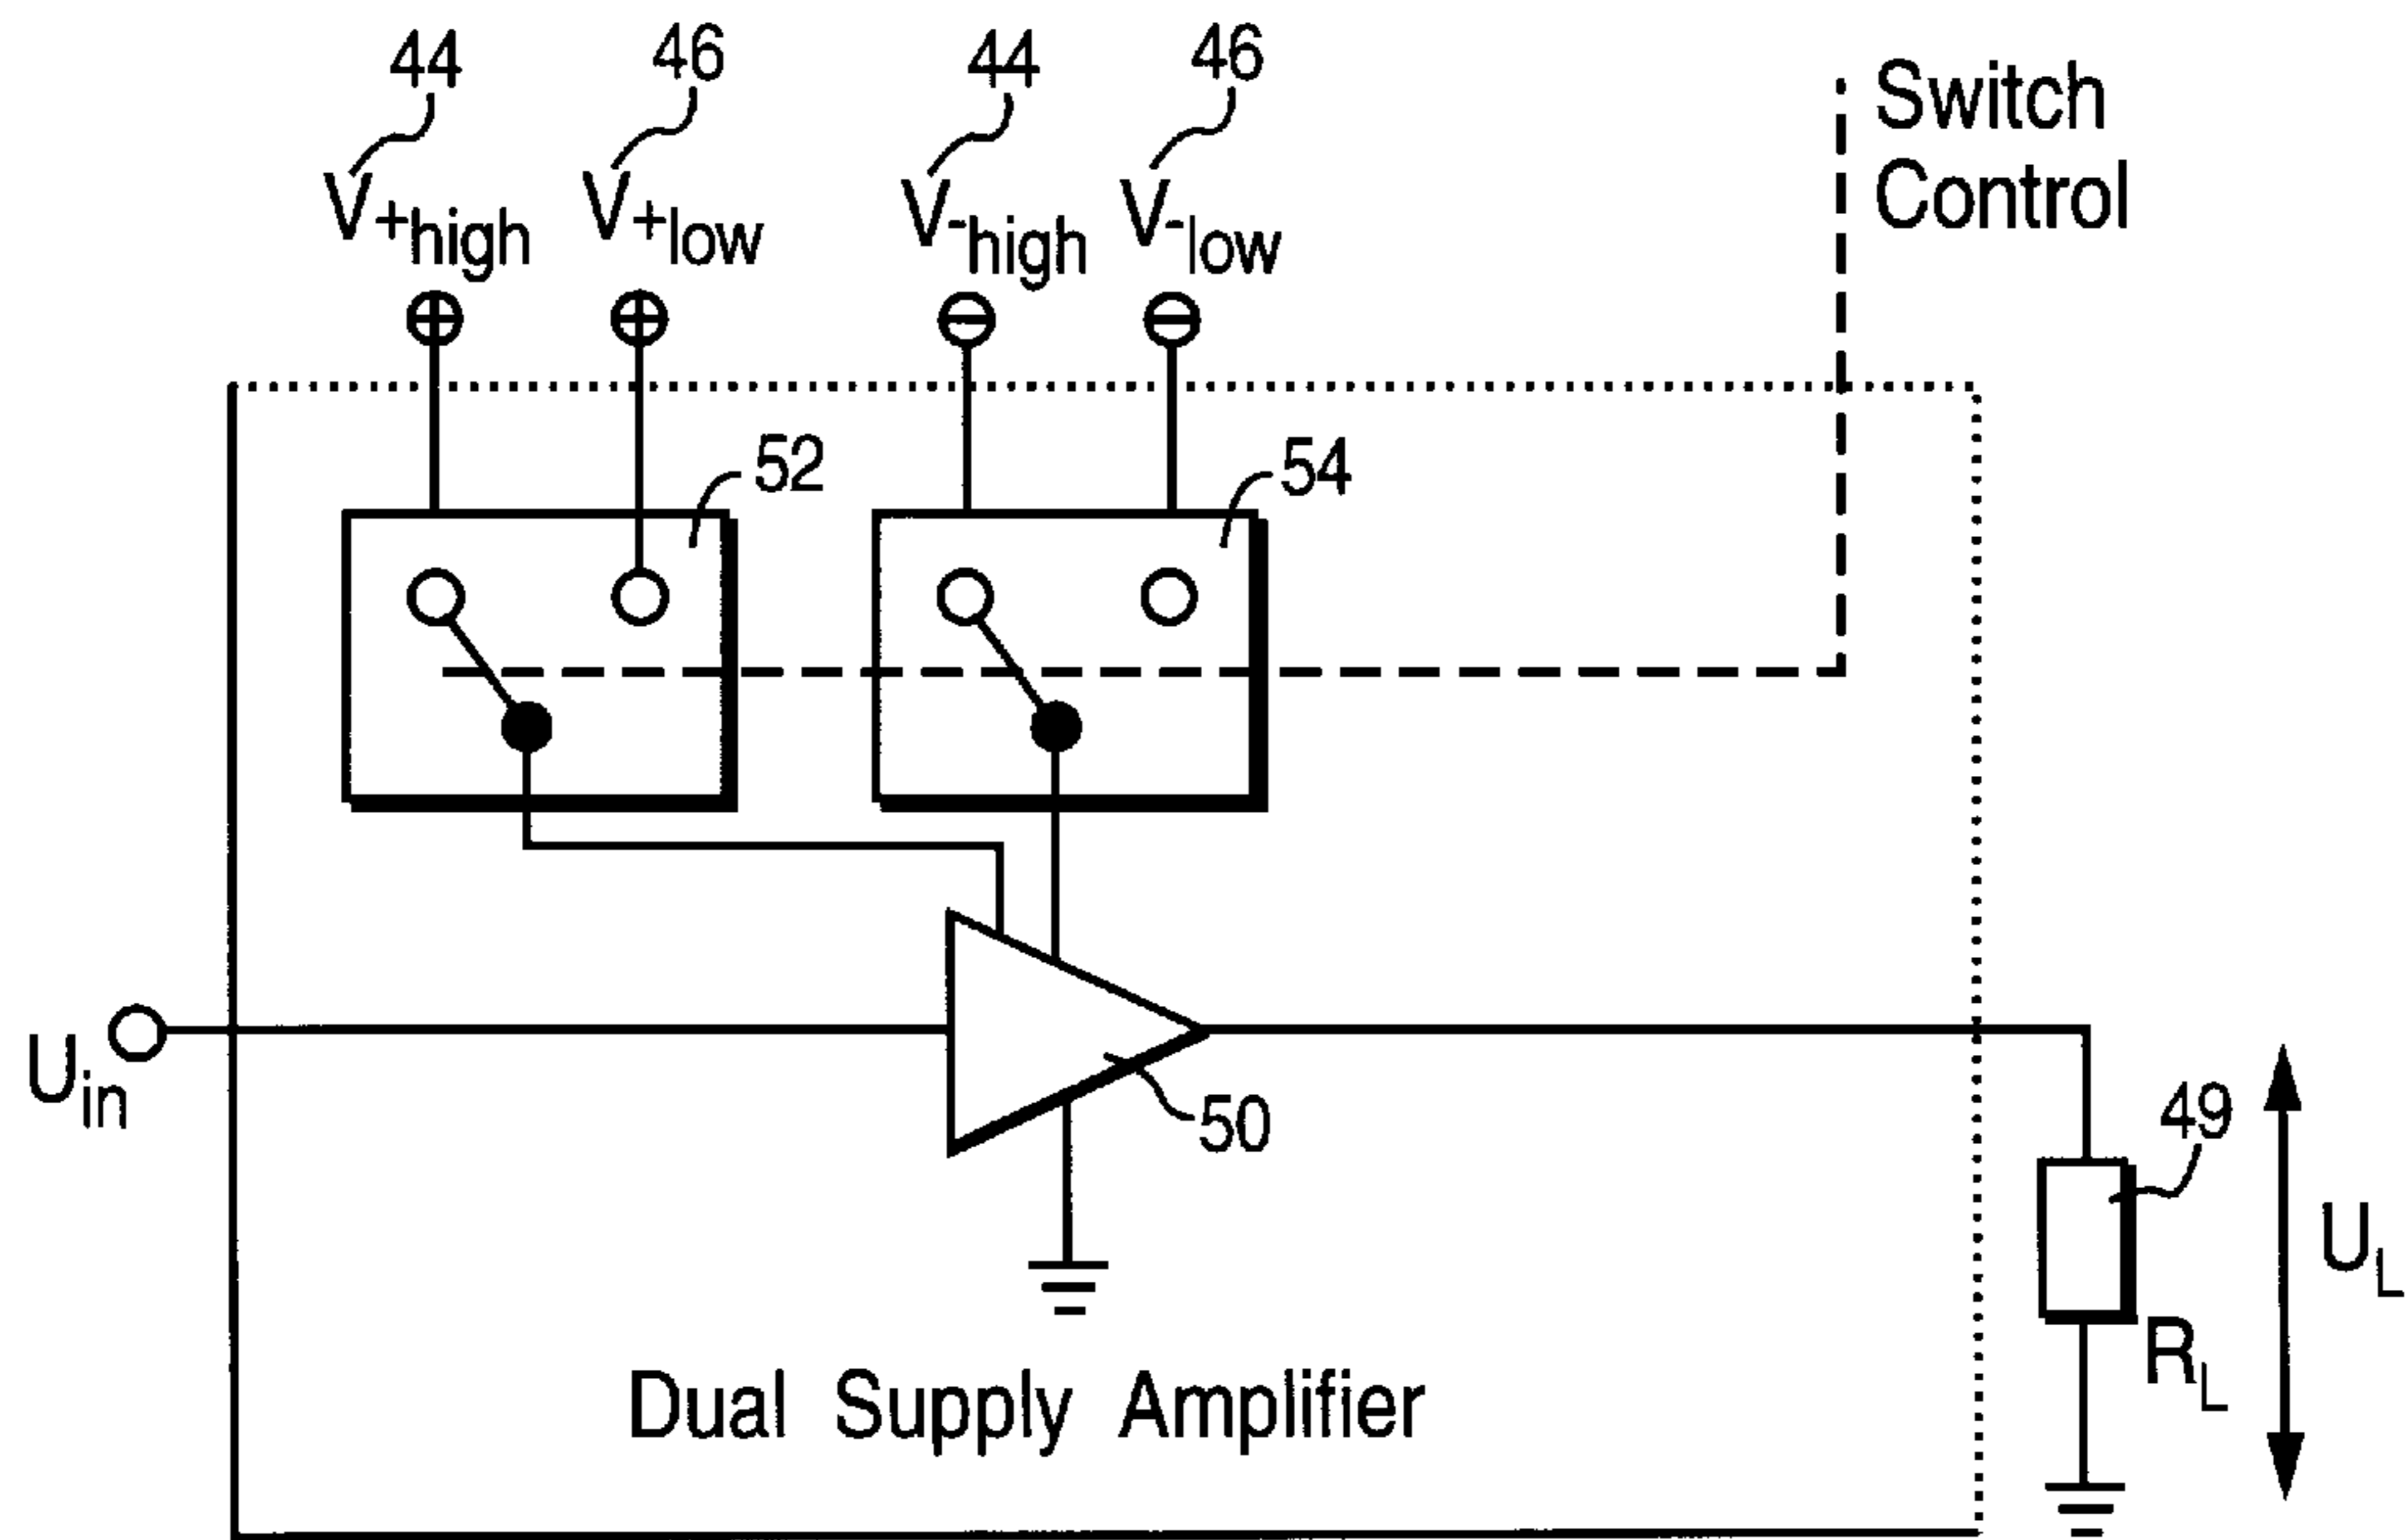 44 46 44 46
V+high V+low V-high V-low
Switch
Control
52 54
Uin
50
49
UL
RL
Dual Supply Amplifier